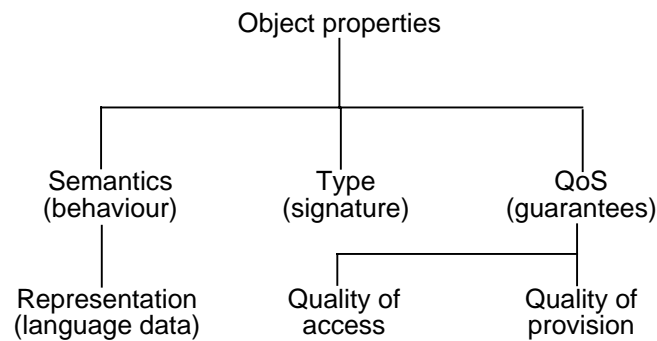 Object properties
Semantics
(behaviour)
Type
(signature)
QoS
(guarantees)
Representation
(language data)
Quality of
access
Quality of
provision